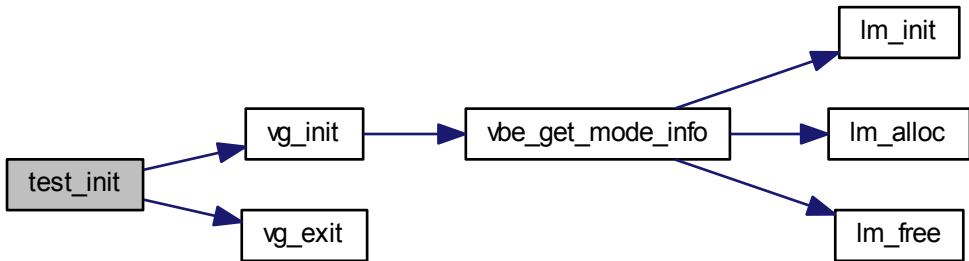 test_init
vg_init
vg_exit
vbe_get_mode_info
lm_init
lm_alloc
lm_free